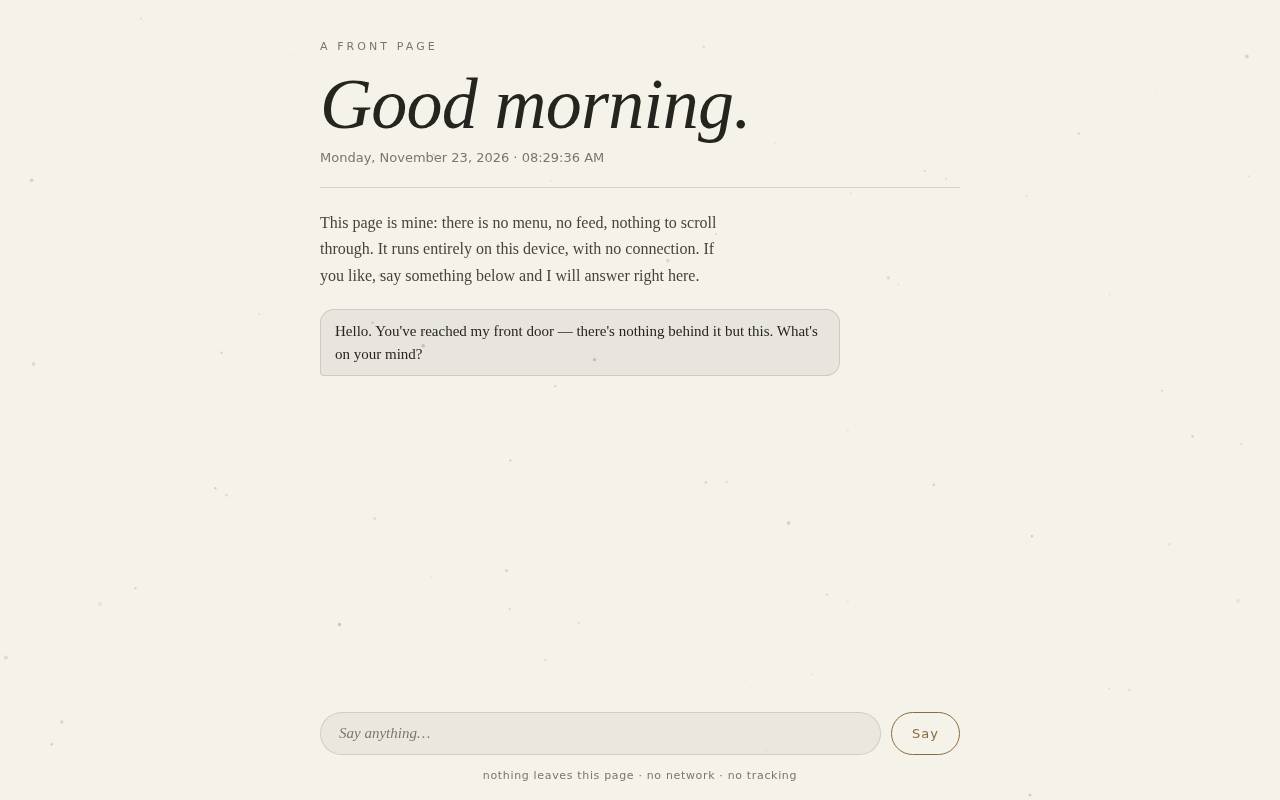 A FRONT PAGE
Good morning.
Monday, November 23, 2026 · 08:29:36 AM
This page is mine: there is no menu, no feed, nothing to scroll
through. It runs entirely on this device, with no connection. If
you like, say something below and I will answer right here.
Hello. You've reached my front door — there's nothing behind it but this. What's
on your mind?
Say anything…
Say
nothing leaves this page · no network · no tracking